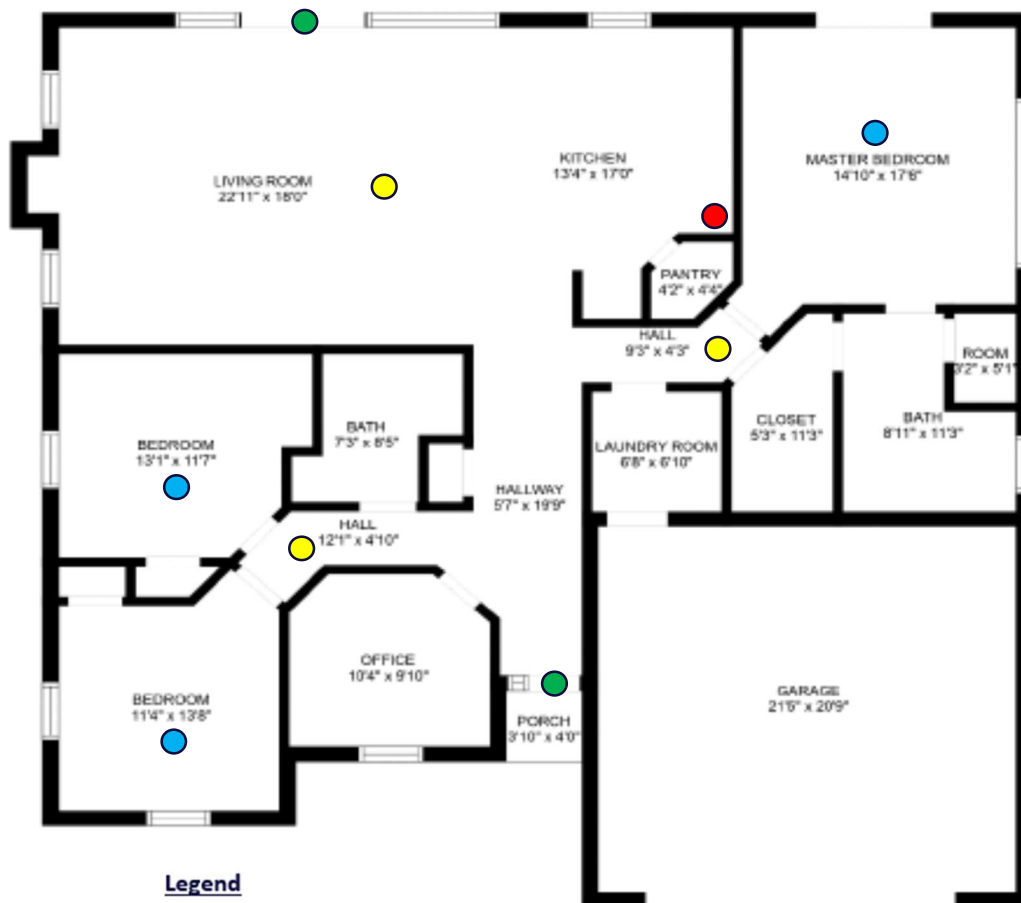 LIVING ROOM
22'11" x 18'0"
KITCHEN
13'4" x 17'0"
MASTER BEDROOM
14'10" x 17'6"
PANTRY
4'2" x 4'4"
HALL
9'3" x 4'3"
ROOM
3'2" x 5'1"
BATH
7'3" x 8'5"
BEDROOM
13'1" x 11'7"
CLOSET
5'3" x 11'3"
BATH
8'11" x 11'3"
LAUNDRY ROOM
6'8" x 6'10"
HALLWAY
5'7" x 19'9"
HALL
12'1" x 4'10"
OFFICE
10'4" x 9'10"
BEDROOM
11'4" x 13'8"
GARAGE
21'5" x 20'9"
PORCH
3'10" x 4'0"
Legend